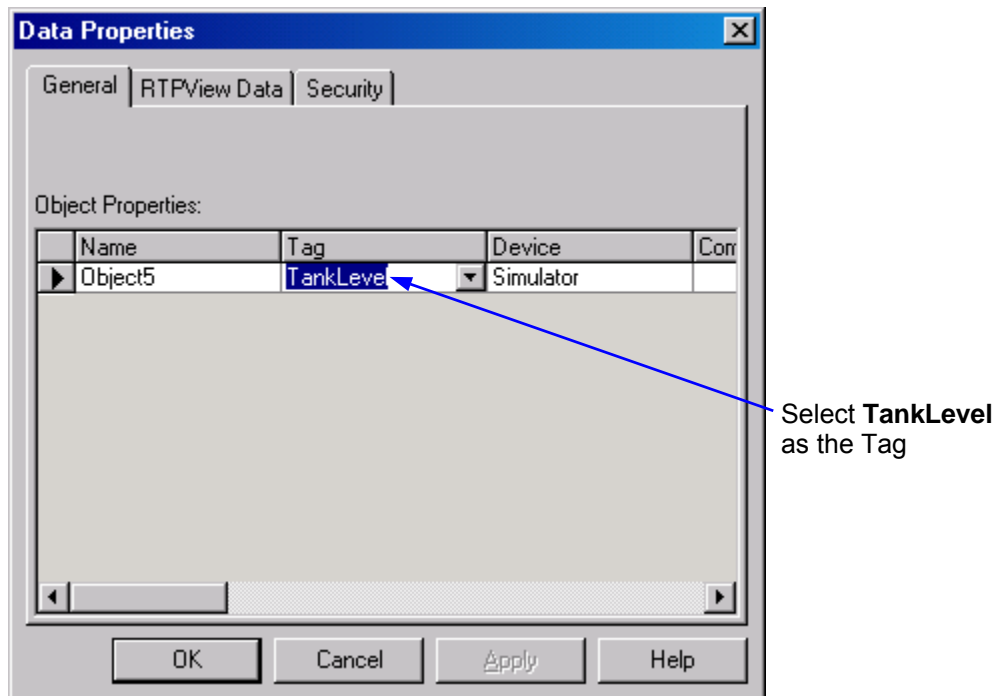 Data Properties
General RTPView Data Security
Object Properties:
Name Tag Device Com
Object5 TankLevel Simulator
Select TankLevel
as the Tag
OK Cancel Apply Help